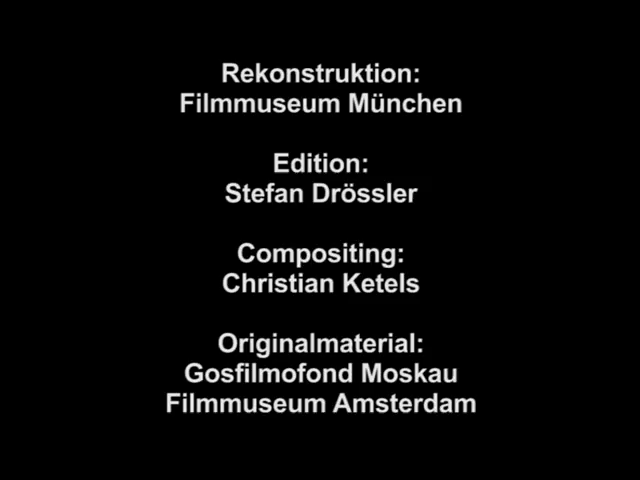 Rekonstruktion:
Filmmuseum München
Edition:
Stefan Drössler
Compositing:
Christian Ketels
Originalmaterial:
Gosfilmofond Moskau
Filmmuseum Amsterdam